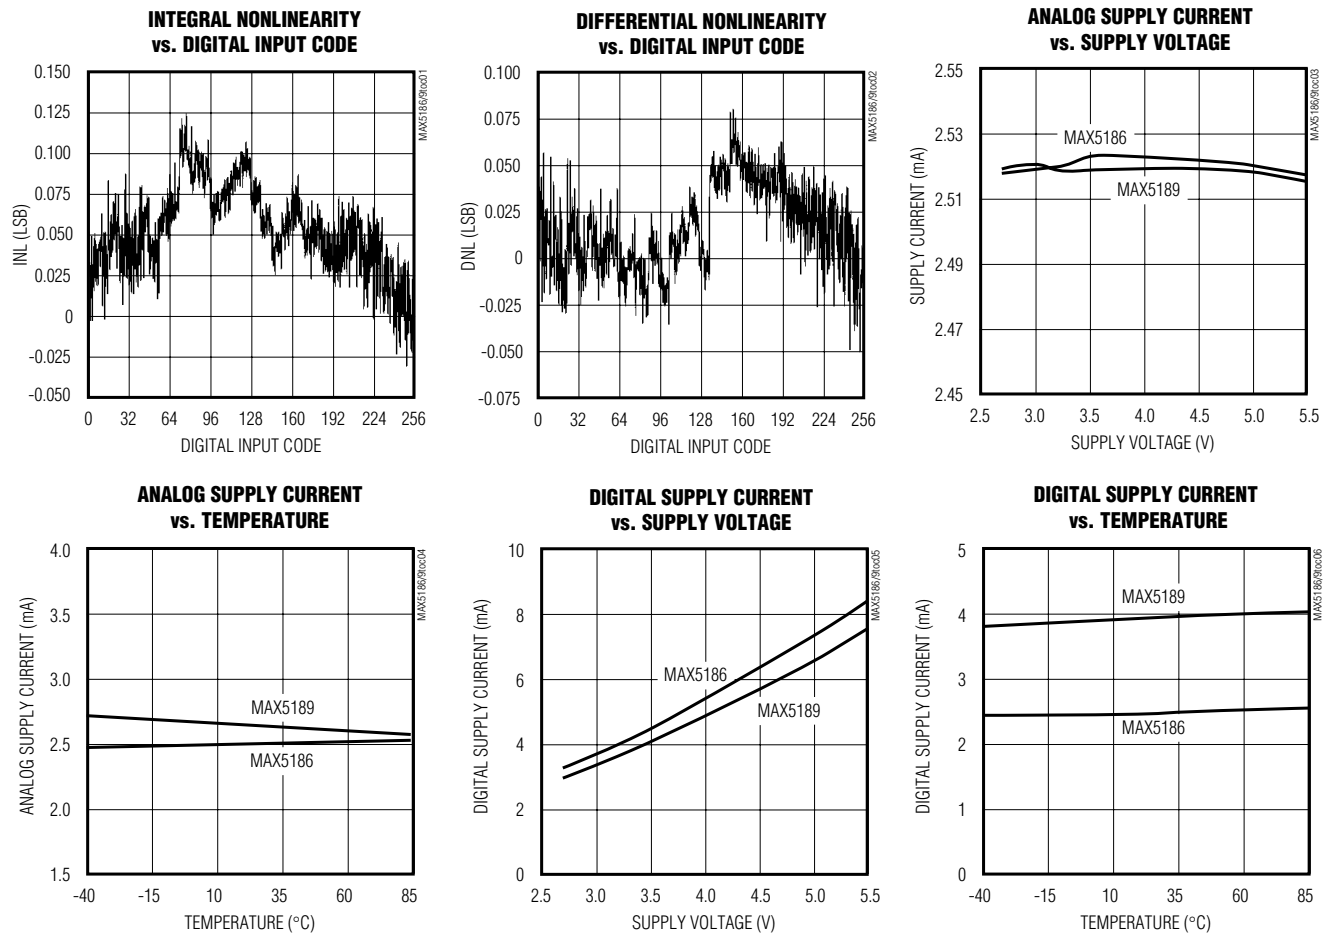 INTEGRAL NONLINEARITY
vs. DIGITAL INPUT CODE
0.150
0.125
0.100
0.075
0.050
0.025
0
-0.025
-0.050
INL (LSB)
0 32 64 96 128 160 192 224 256
DIGITAL INPUT CODE
MAX5186/9toc01
DIFFERENTIAL NONLINEARITY
vs. DIGITAL INPUT CODE
0.100
0.075
0.050
0.025
0
-0.025
-0.050
-0.075
DNL (LSB)
0 32 64 96 128 160 192 224 256
DIGITAL INPUT CODE
MAX5186/9toc02
ANALOG SUPPLY CURRENT
vs. SUPPLY VOLTAGE
2.55
2.53
2.51
2.49
2.47
2.45
SUPPLY CURRENT (mA)
MAX5186
MAX5189
2.5 3.0 3.5 4.0 4.5 5.0 5.5
SUPPLY VOLTAGE (V)
MAX5186/9toc03
ANALOG SUPPLY CURRENT
vs. TEMPERATURE
4.0
3.5
3.0
2.5
2.0
1.5
ANALOG SUPPLY CURRENT (mA)
MAX5189
MAX5186
-40 -15 10 35 60 85
TEMPERATURE (°C)
MAX5186/9toc04
DIGITAL SUPPLY CURRENT
vs. SUPPLY VOLTAGE
10
8
6
4
2
0
DIGITAL SUPPLY CURRENT (mA)
MAX5186
MAX5189
2.5 3.0 3.5 4.0 4.5 5.0 5.5
SUPPLY VOLTAGE (V)
MAX5186/9toc05
DIGITAL SUPPLY CURRENT
vs. TEMPERATURE
5
4
3
2
1
0
DIGITAL SUPPLY CURRENT (mA)
MAX5189
MAX5186
-40 -15 10 35 60 85
TEMPERATURE (°C)
MAX5186/9toc06